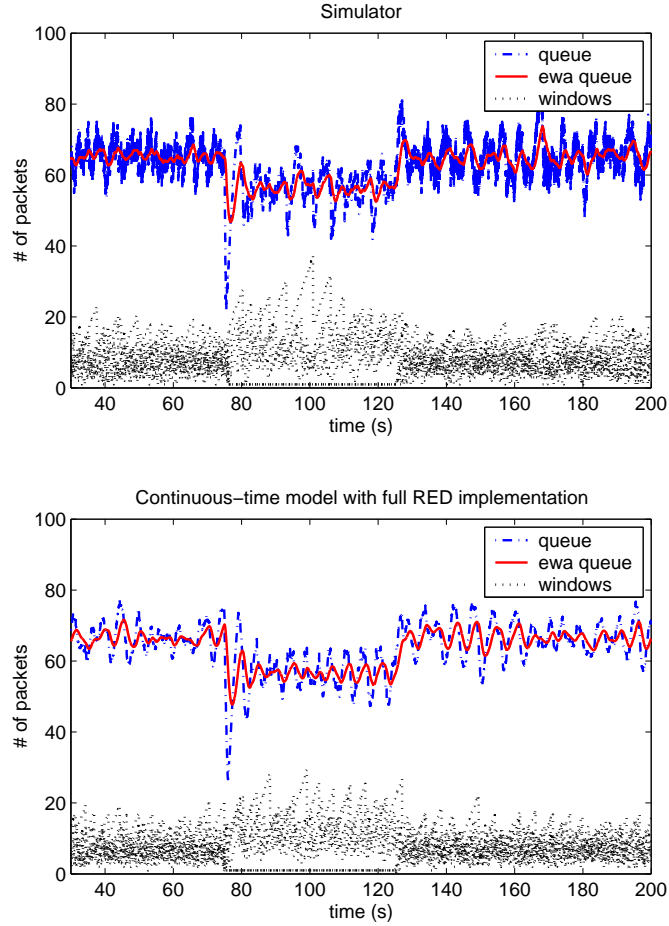 Simulator
100
80
60
40
20
0
# of packets
queue
ewa queue
windows
40 60 80 100 120 140 160 180 200
time (s)
Continuous−time model with full RED implementation
100
80
60
40
20
0
# of packets
queue
ewa queue
windows
40 60 80 100 120 140 160 180 200
time (s)